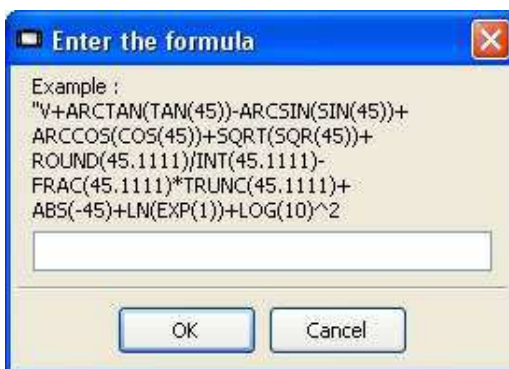 Enter the formula
Example :
"V+ARCTAN(TAN(45))-ARCSIN(SIN(45))+
ARCCOS(COS(45))+SQRT(SQR(45))+
ROUND(45.1111)/INT(45.1111)-
FRAC(45.1111)*TRUNC(45.1111)+
ABS(-45)+LN(EXP(1))+LOG(10)^2
OK Cancel